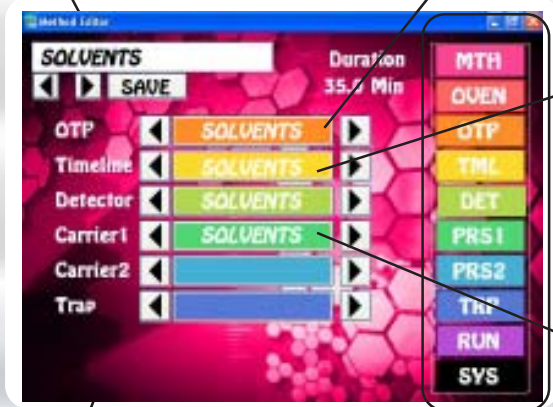 Method Editor
SOLVENTS
Duration
SAVE
35.0 Min
OTP SOLVENTS
Timeline SOLVENTS
Detector SOLVENTS
Carrier1 SOLVENTS
Carrier2
Trap
MTH
OVEN
OTP
TML
DET
PRS1
PRS2
TRP
RUN
SYS